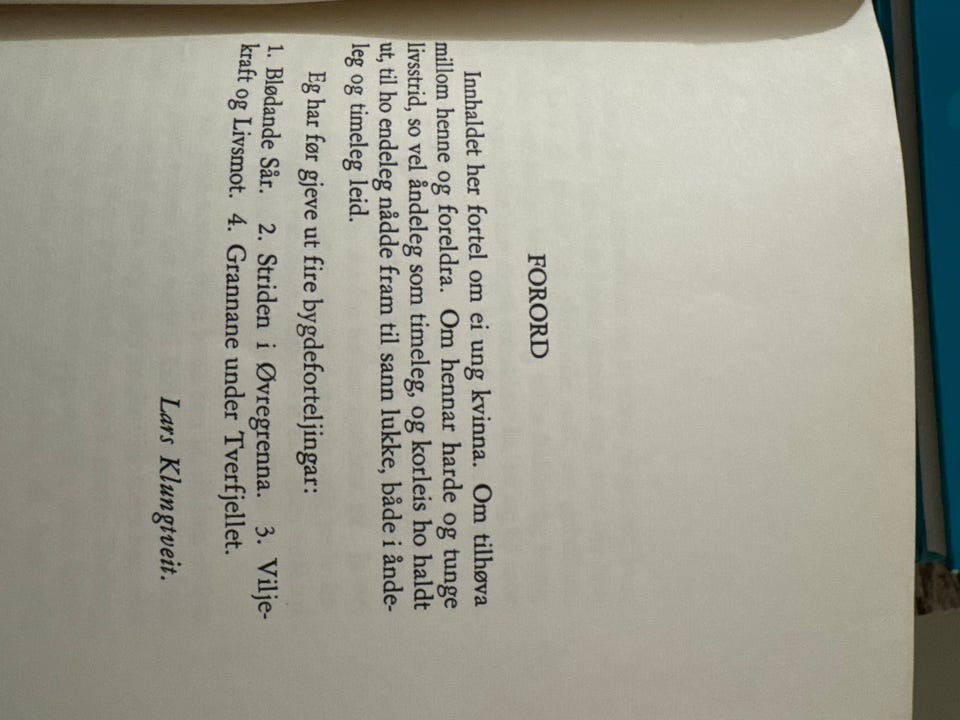 FORORD
Innhaldet her fortel om ei ung kvinna. Om tilhøva
millom henne og foreldra. Om hennar harde og tunge
livsstrid, so vel åndeleg som timeleg, og korleis ho haldt
ut, til ho endeleg nådde fram til sann lukke, både i ånde-
leg og timeleg leid.
Eg har før gjeve ut fire bygdeforteljingar:
1. Blødande Sår. 2. Striden i Øvregrenna. 3. Vilje-
kraft og Livsmot. 4. Grannane under Tverfjellet.
Lars Klungtveit.